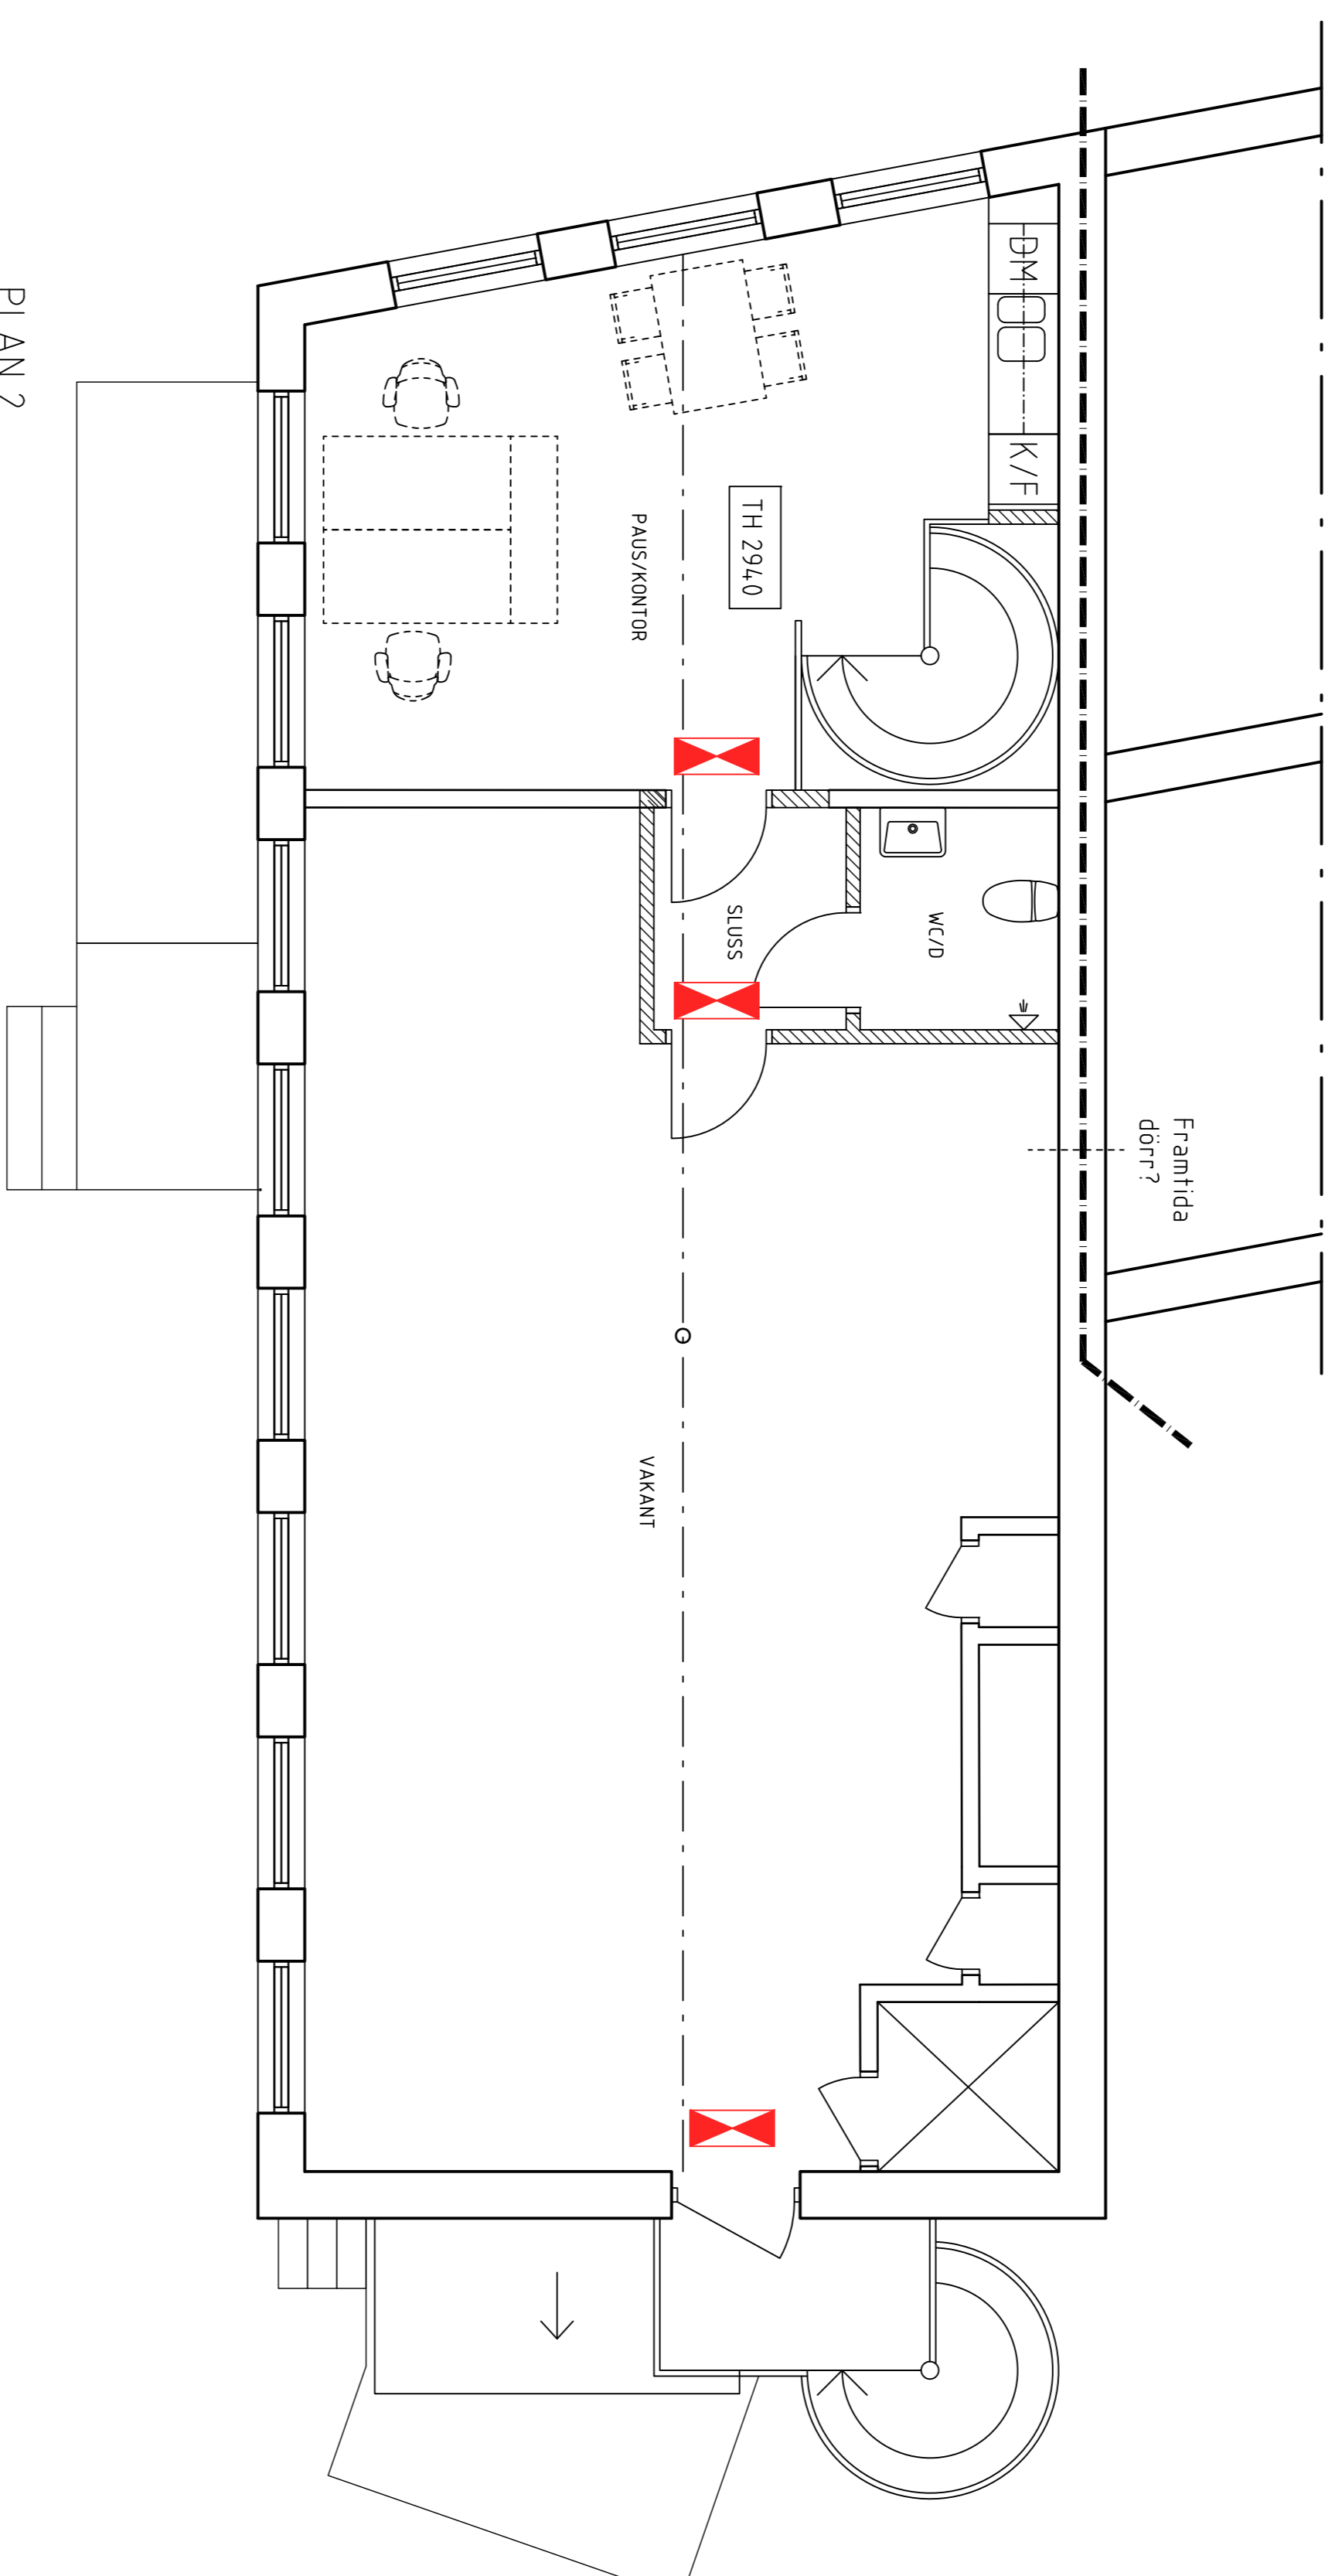 DM
K/F
TH 2940
PAUS/KONTOR
SLUSS
WC/D
Framtida
dörr?
VAKANT
PLAN 2